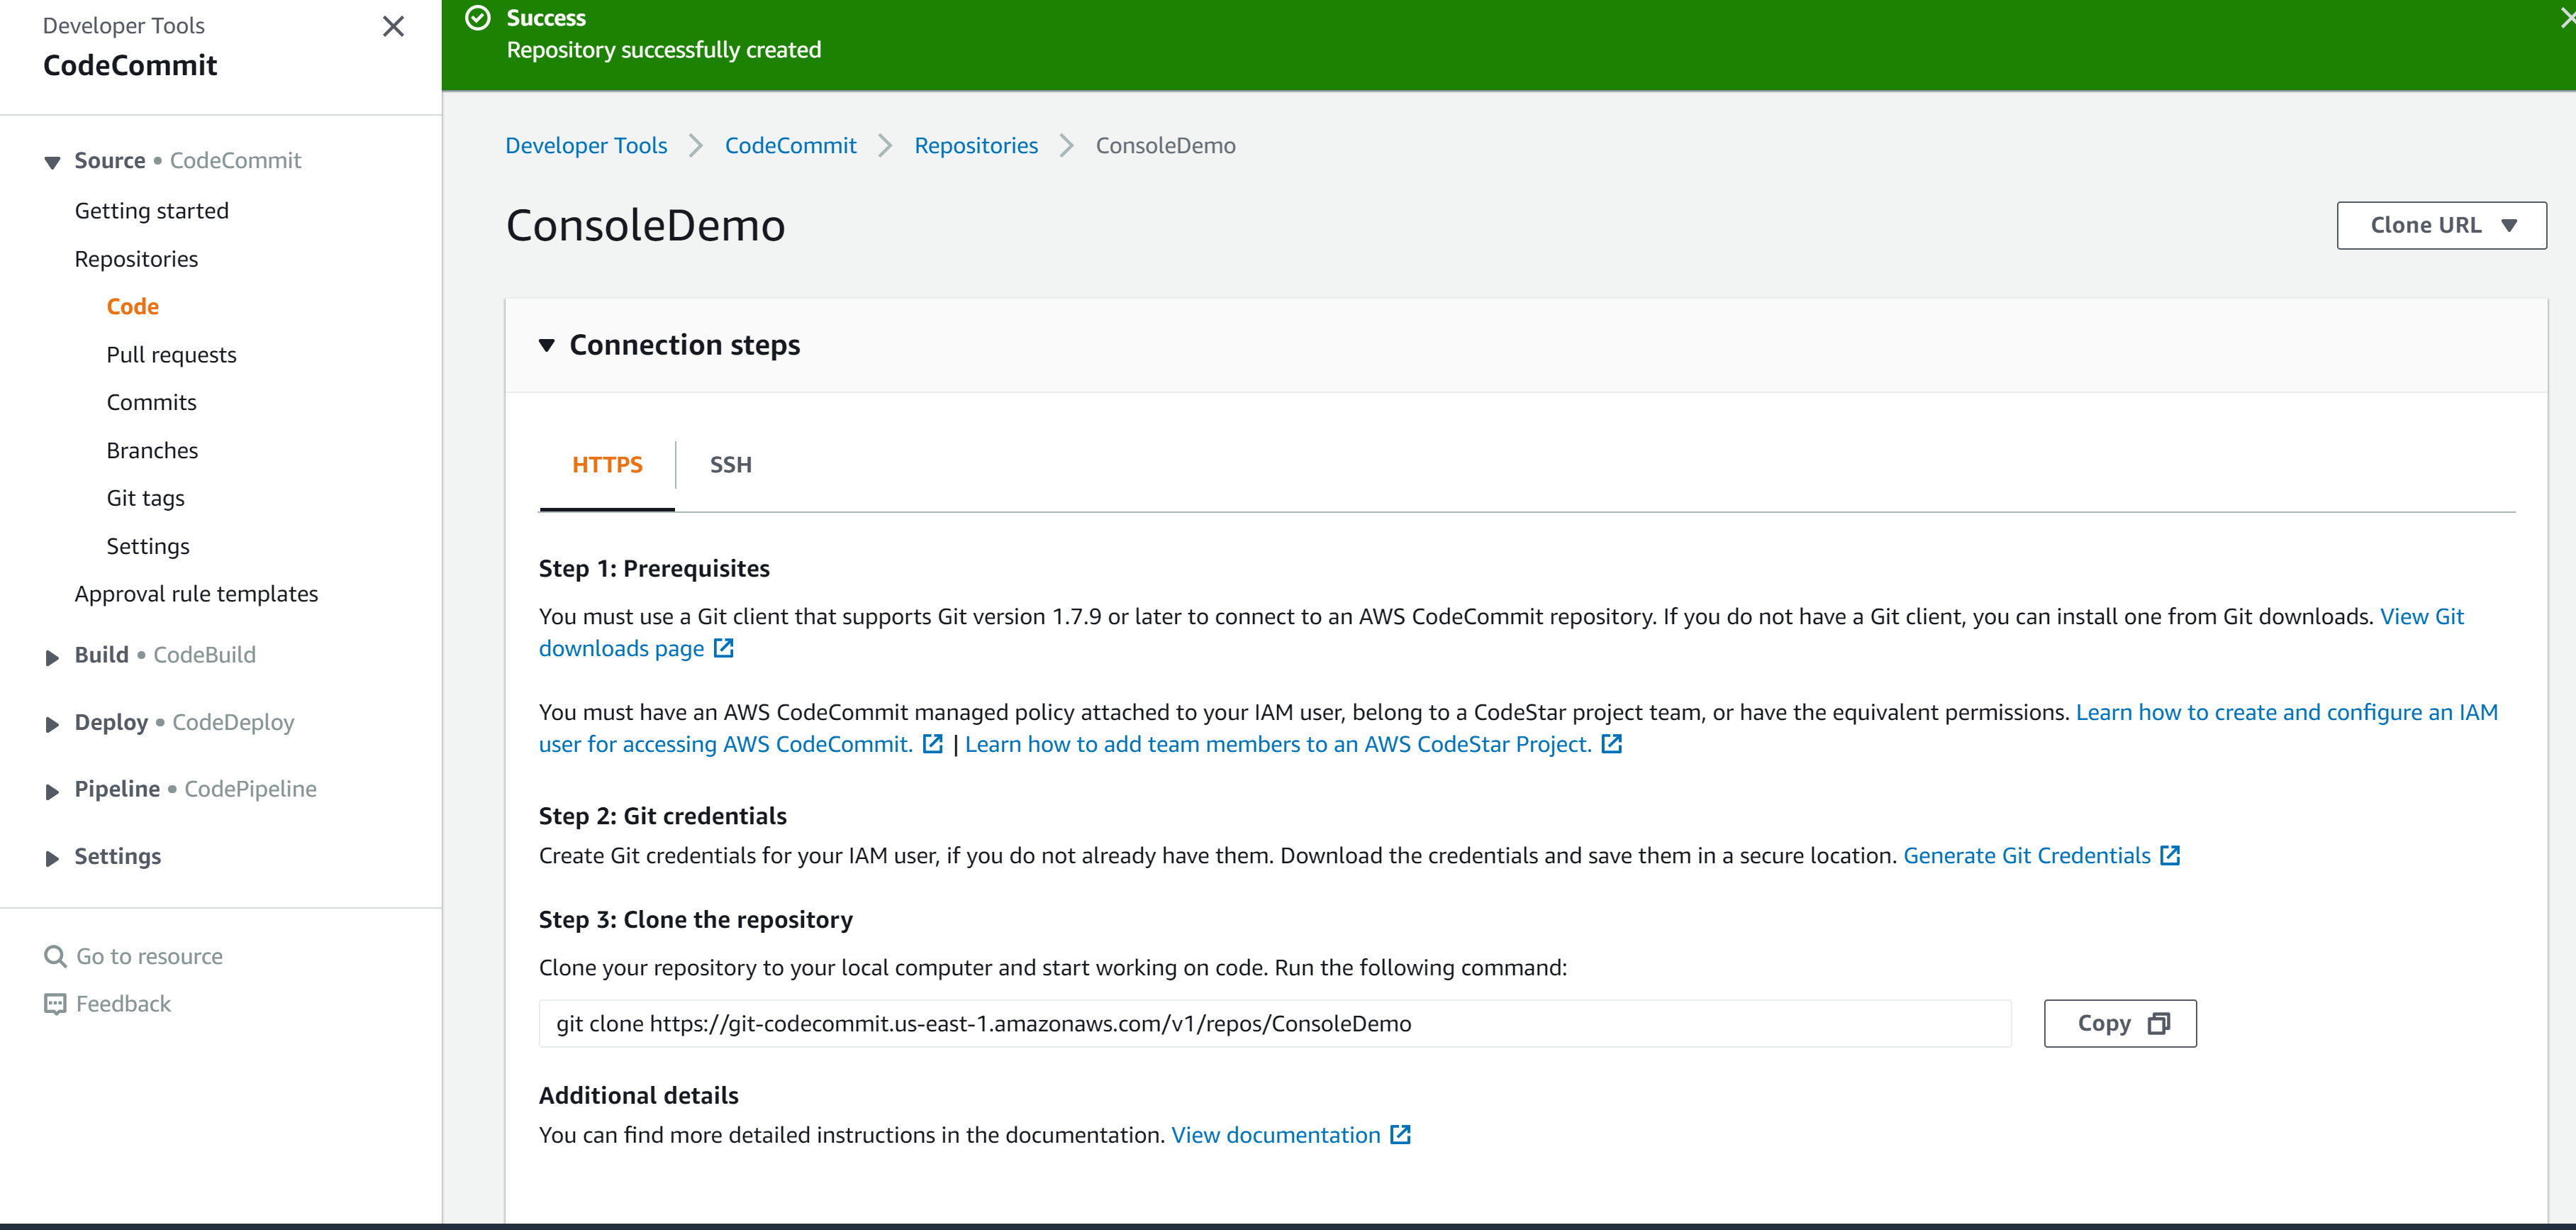 Developer Tools
CodeCommit
Source • CodeCommit
Getting started
Repositories
Code
Pull requests
Commits
Branches
Git tags
Settings
Approval rule templates
Build • CodeBuild
Deploy • CodeDeploy
Pipeline • CodePipeline
Settings
Go to resource
Feedback
Success
Repository successfully created
Developer Tools > CodeCommit > Repositories > ConsoleDemo
ConsoleDemo
Clone URL
Connection steps
HTTPS
SSH
Step 1: Prerequisites
You must use a Git client that supports Git version 1.7.9 or later to connect to an AWS CodeCommit repository. If you do not have a Git client, you can install one from Git downloads. View Git
downloads page
You must have an AWS CodeCommit managed policy attached to your IAM user, belong to a CodeStar project team, or have the equivalent permissions. Learn how to create and configure an IAM
user for accessing AWS CodeCommit. | Learn how to add team members to an AWS CodeStar Project.
Step 2: Git credentials
Create Git credentials for your IAM user, if you do not already have them. Download the credentials and save them in a secure location. Generate Git Credentials
Step 3: Clone the repository
Clone your repository to your local computer and start working on code. Run the following command:
git clone https://git-codecommit.us-east-1.amazonaws.com/v1/repos/ConsoleDemo
Copy
Additional details
You can find more detailed instructions in the documentation. View documentation